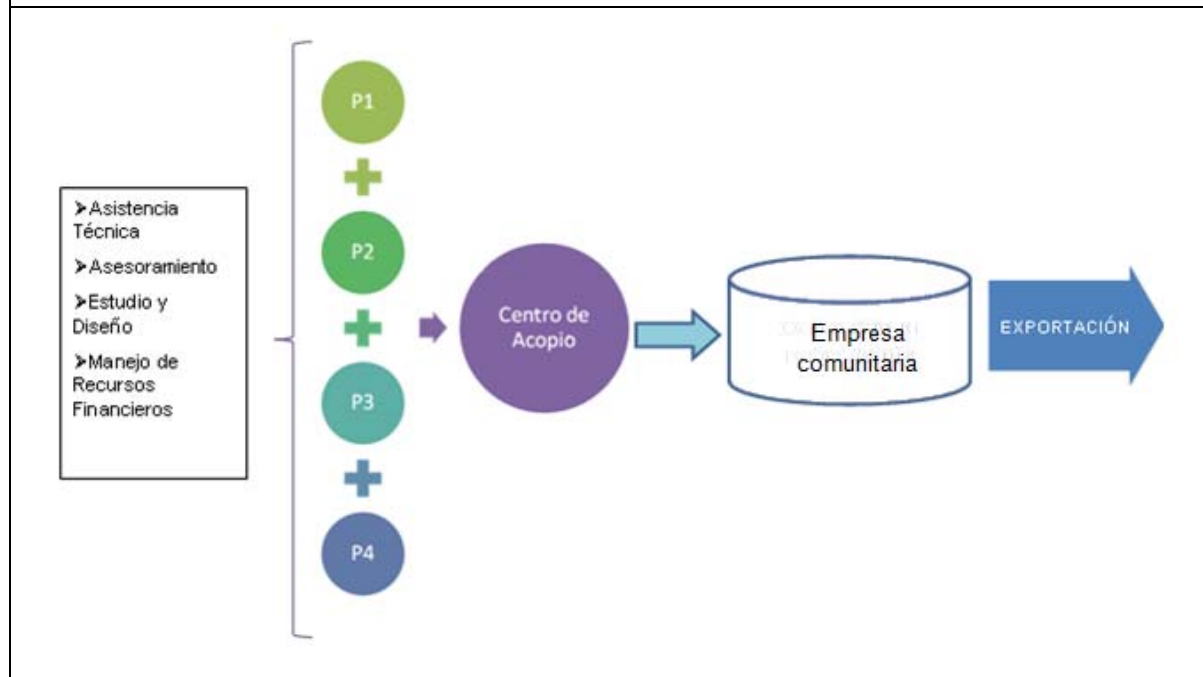 ➤Asistencia
Técnica
➤Asesoramiento
➤Estudio y
Diseño
➤Manejo de
Recursos
Financieros
P1
P2
P3
P4
Centro de
Acopio
Empresa
comunitaria
EXPORTACIÓN